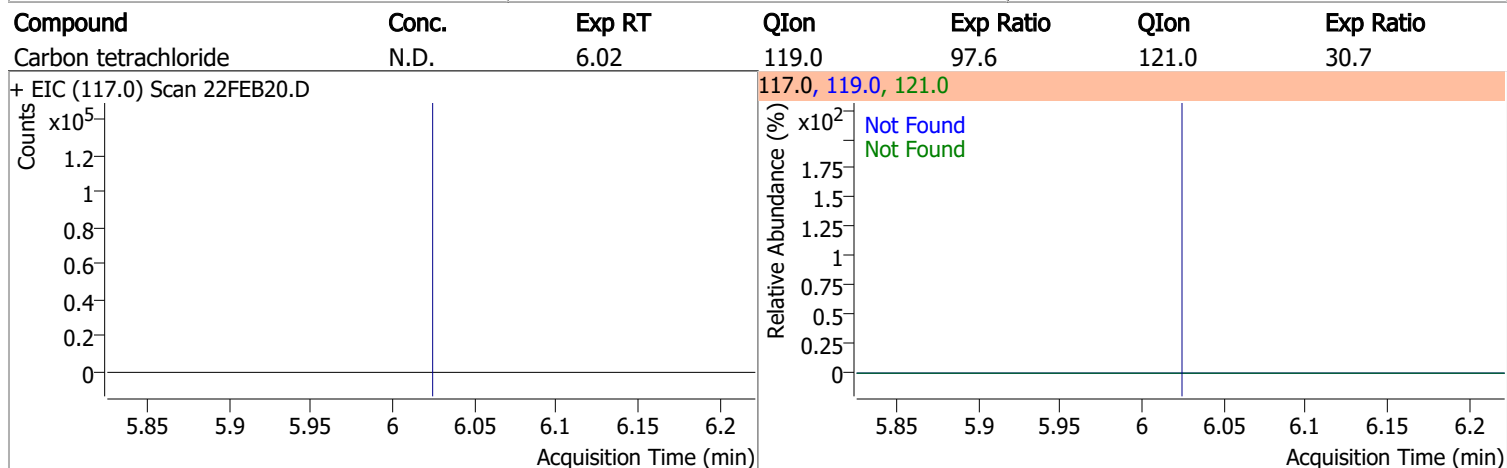 Compound Conc. Exp RT QIon Exp Ratio QIon Exp Ratio
Carbon tetrachloride N.D. 6.02 119.0 97.6 121.0 30.7
+ EIC (117.0) Scan 22FEB20.D
Counts
x10^5
1.2
1
0.8
0.6
0.4
0.2
0
5.85 5.9 5.95 6 6.05 6.1 6.15 6.2
Acquisition Time (min)
117.0, 119.0, 121.0
Relative Abundance (%)
x10^2
Not Found
Not Found
1.75
1.5
1.25
1
0.75
0.5
0.25
0
5.85 5.9 5.95 6 6.05 6.1 6.15 6.2
Acquisition Time (min)